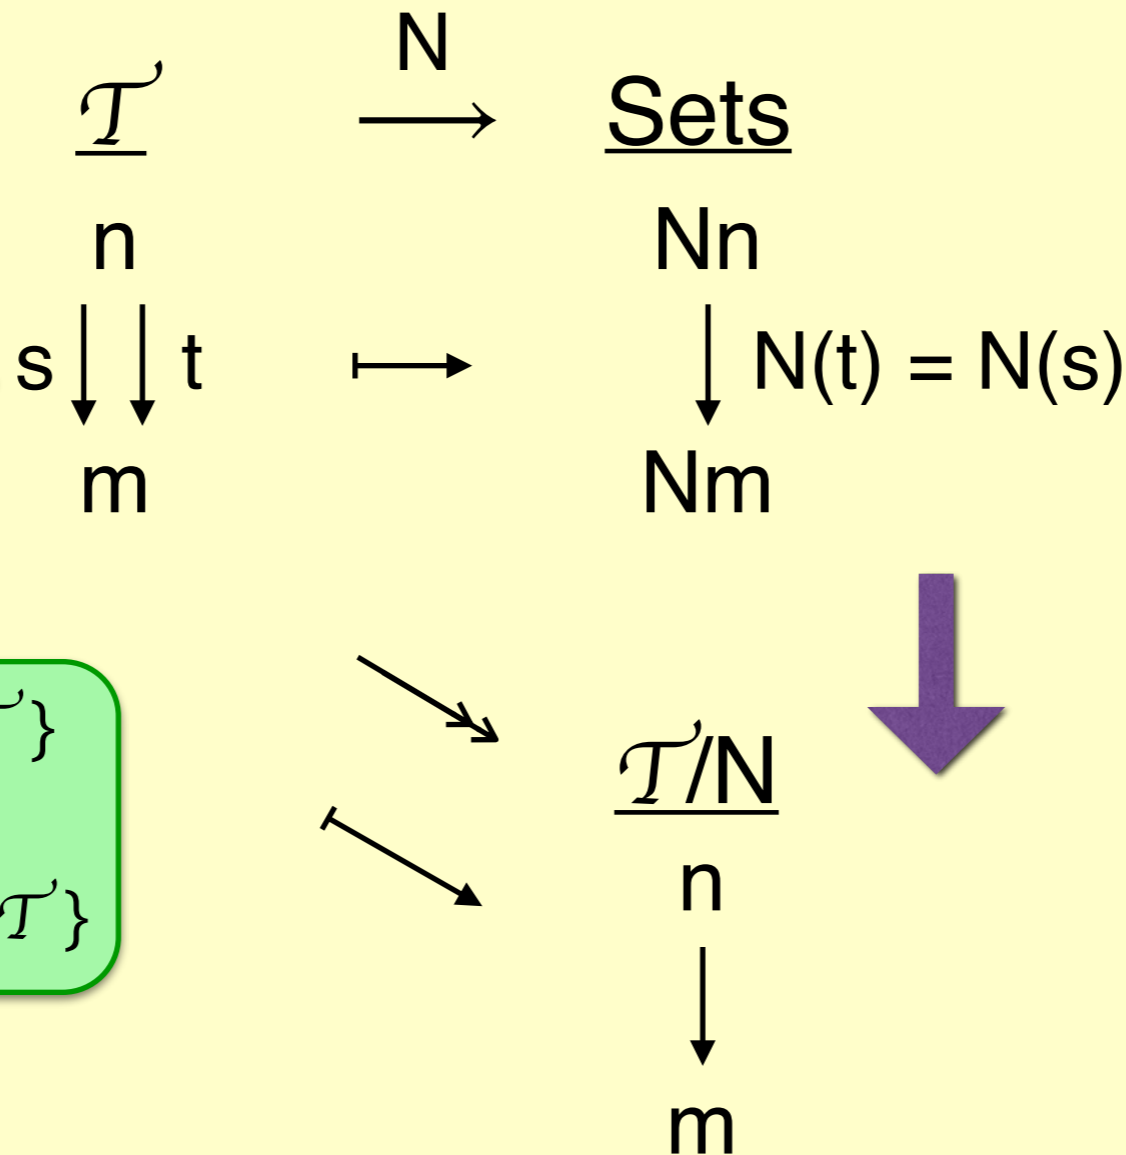 N
𝒯 ⟶ Sets
n Nn
s t ⟼ N(t) = N(s)
m Nm
𝒯}
𝒯/N
n
𝒯}
m